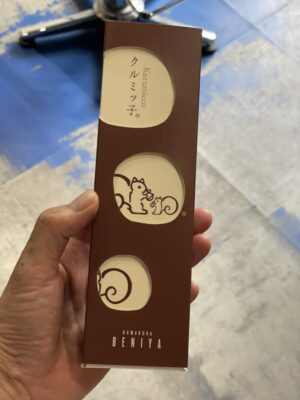 クルミッ子®
Kurumicco
®
KAMAKURA
BENIYA